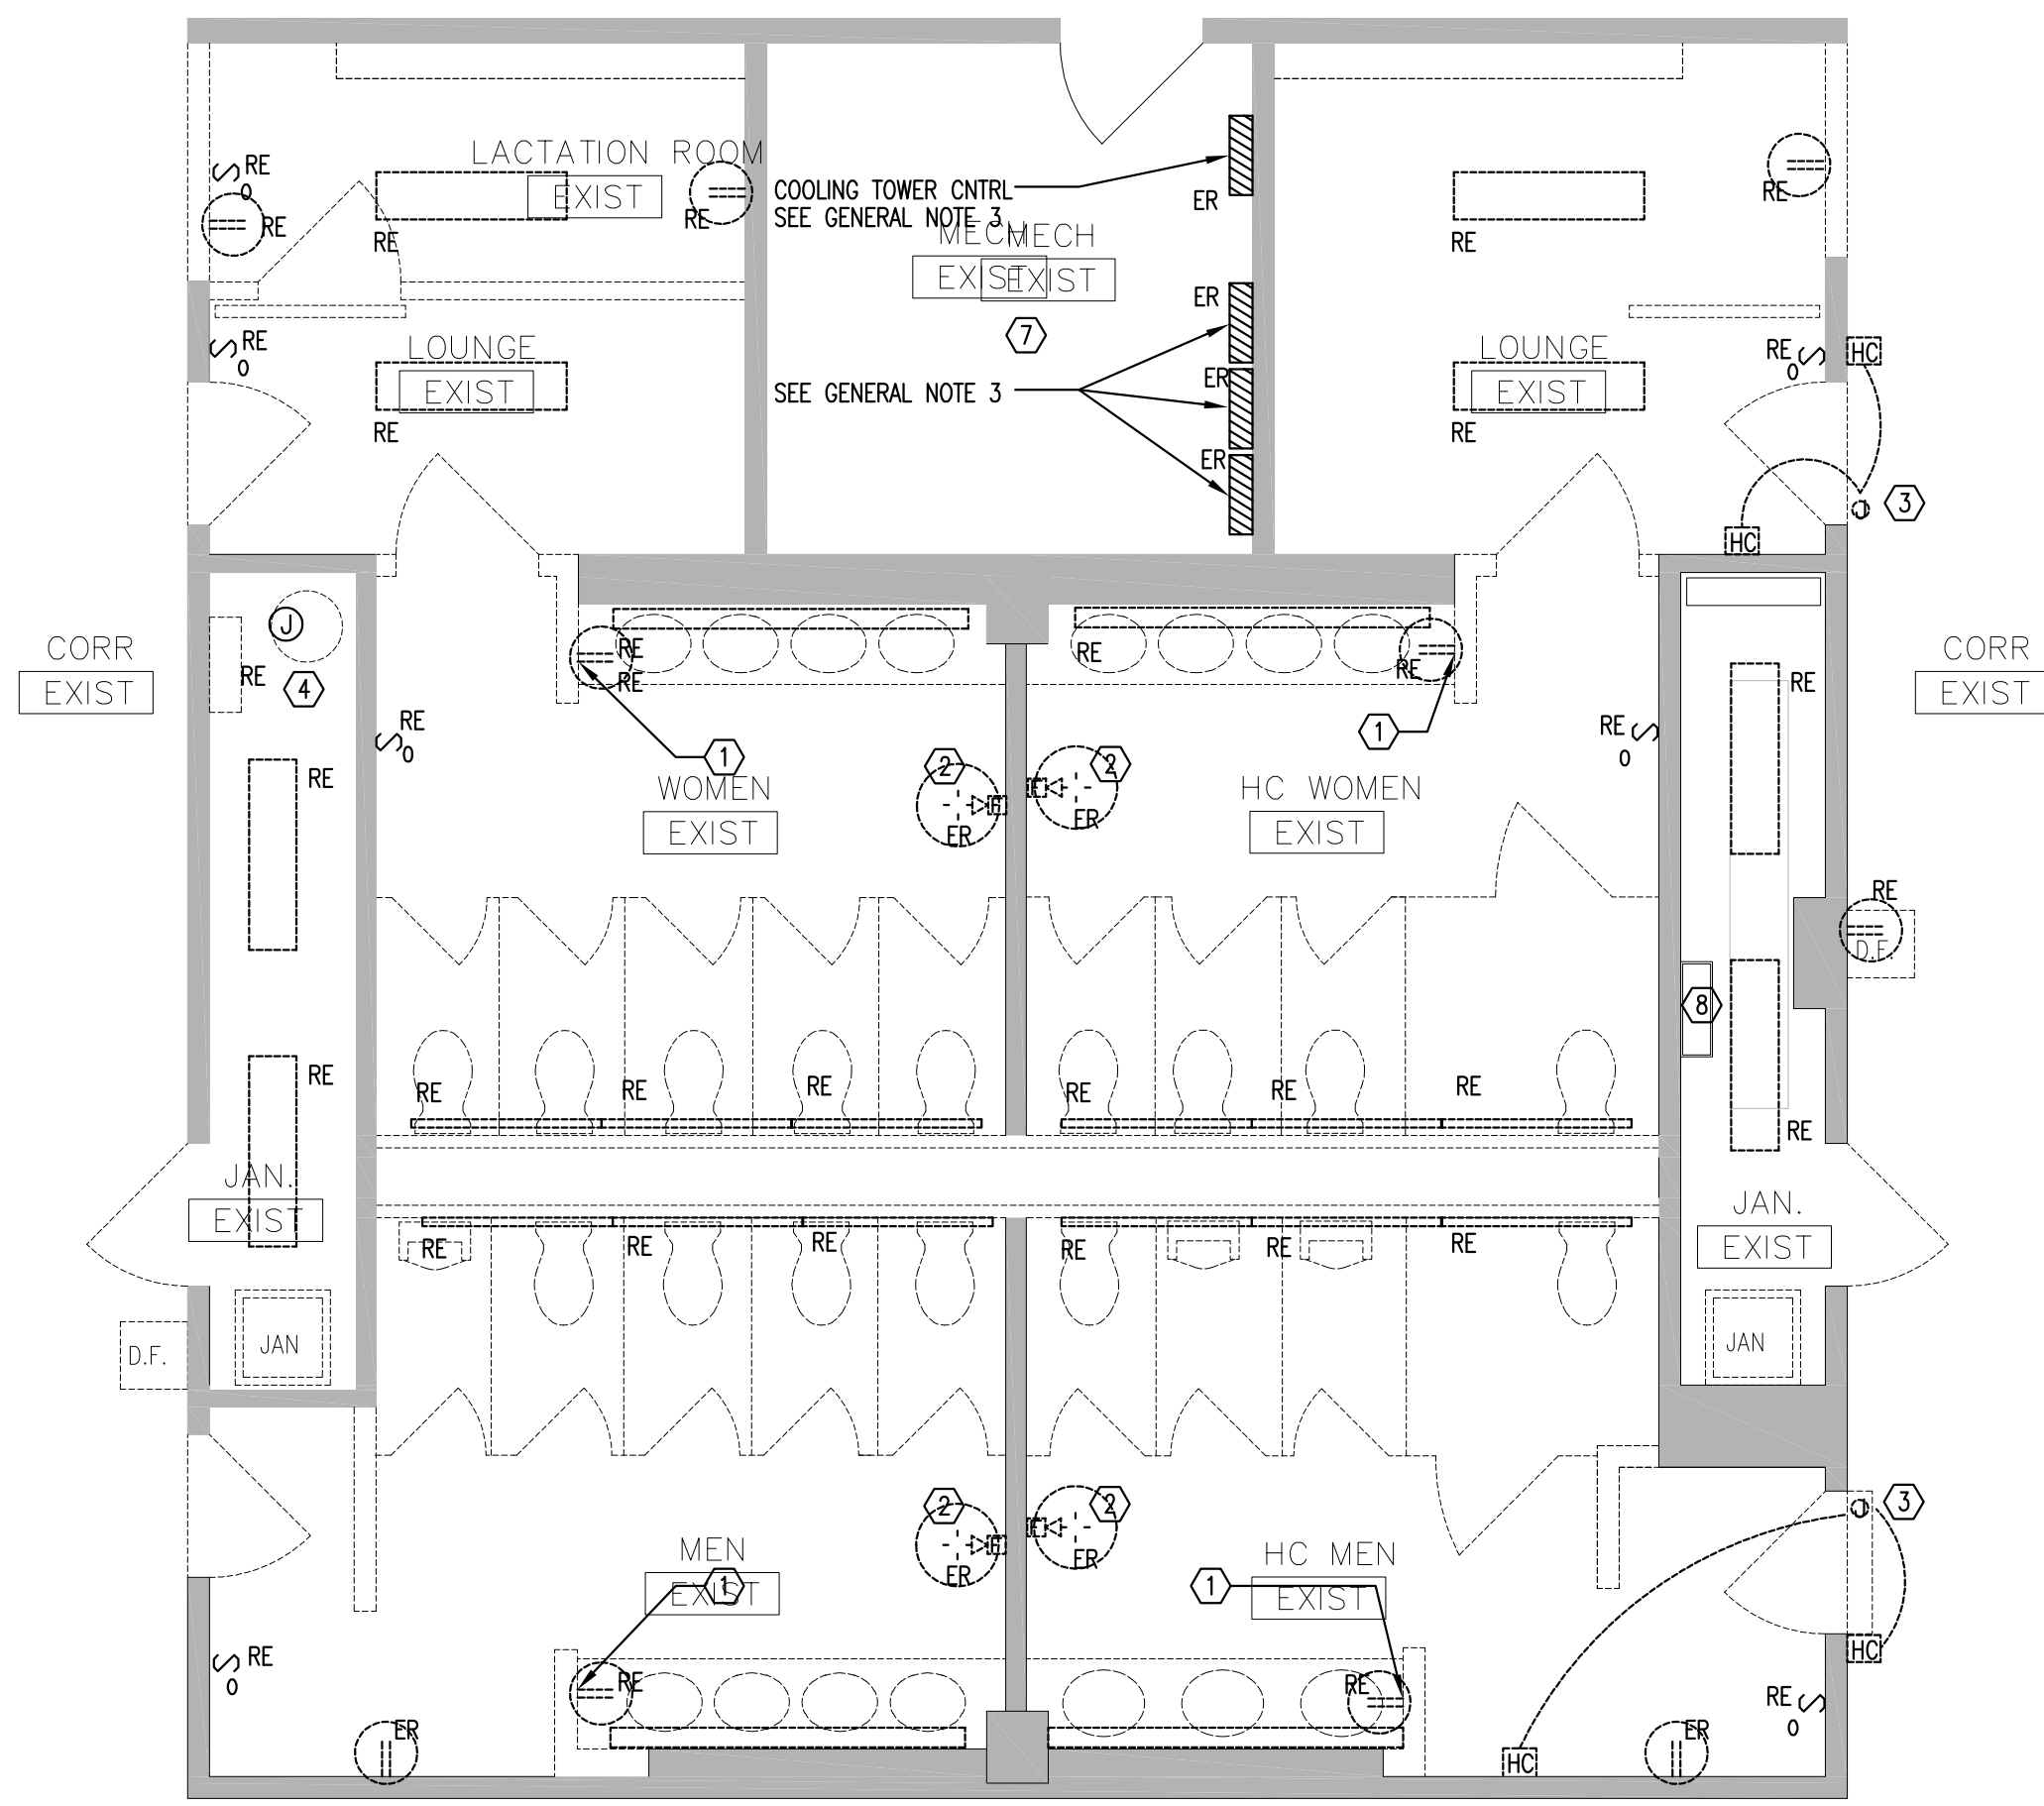 LACTATION ROOM
EXIST
RE
O
RE
RE
RE
COOLING TOWER CNTRL
SEE GENERAL NOTE 3
MECH
EXIST
MECH
EXIST
7
ER
ER
ER
ER
SEE GENERAL NOTE 3
RE
RE
LOUNGE
EXIST
RE
O
RE
LOUNGE
EXIST
RE
RE
O
HC
HC
J
3
CORR
EXIST
J
RE
4
RE
RE
1
RE
O
WOMEN
EXIST
2
F
ER
RE
RE
1
2
F
ER
HC WOMEN
EXIST
RE
O
RE
CORR
EXIST
RE
D.F.
8
RE
RE
RE
RE
RE
RE
RE
RE
RE
JAN.
EXIST
JAN.
EXIST
RE
RE
RE
RE
RE
RE
D.F.
JAN
JAN
MEN
EXIST
1
2
F
ER
2
F
ER
HC MEN
EXIST
1
J
3
HC
RE
O
RE
RE
RE
O
ER
HC
ER